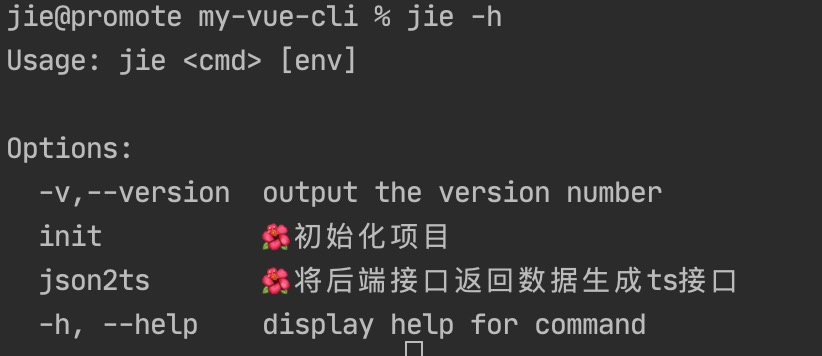 jie@promote my-vue-cli % jie -h
Usage: jie <cmd> [env]
Options:
-v,--version output the version number
init 🌺初始化项目
json2ts 🌺将后端接口返回数据生成ts接口
-h, --help display help for command